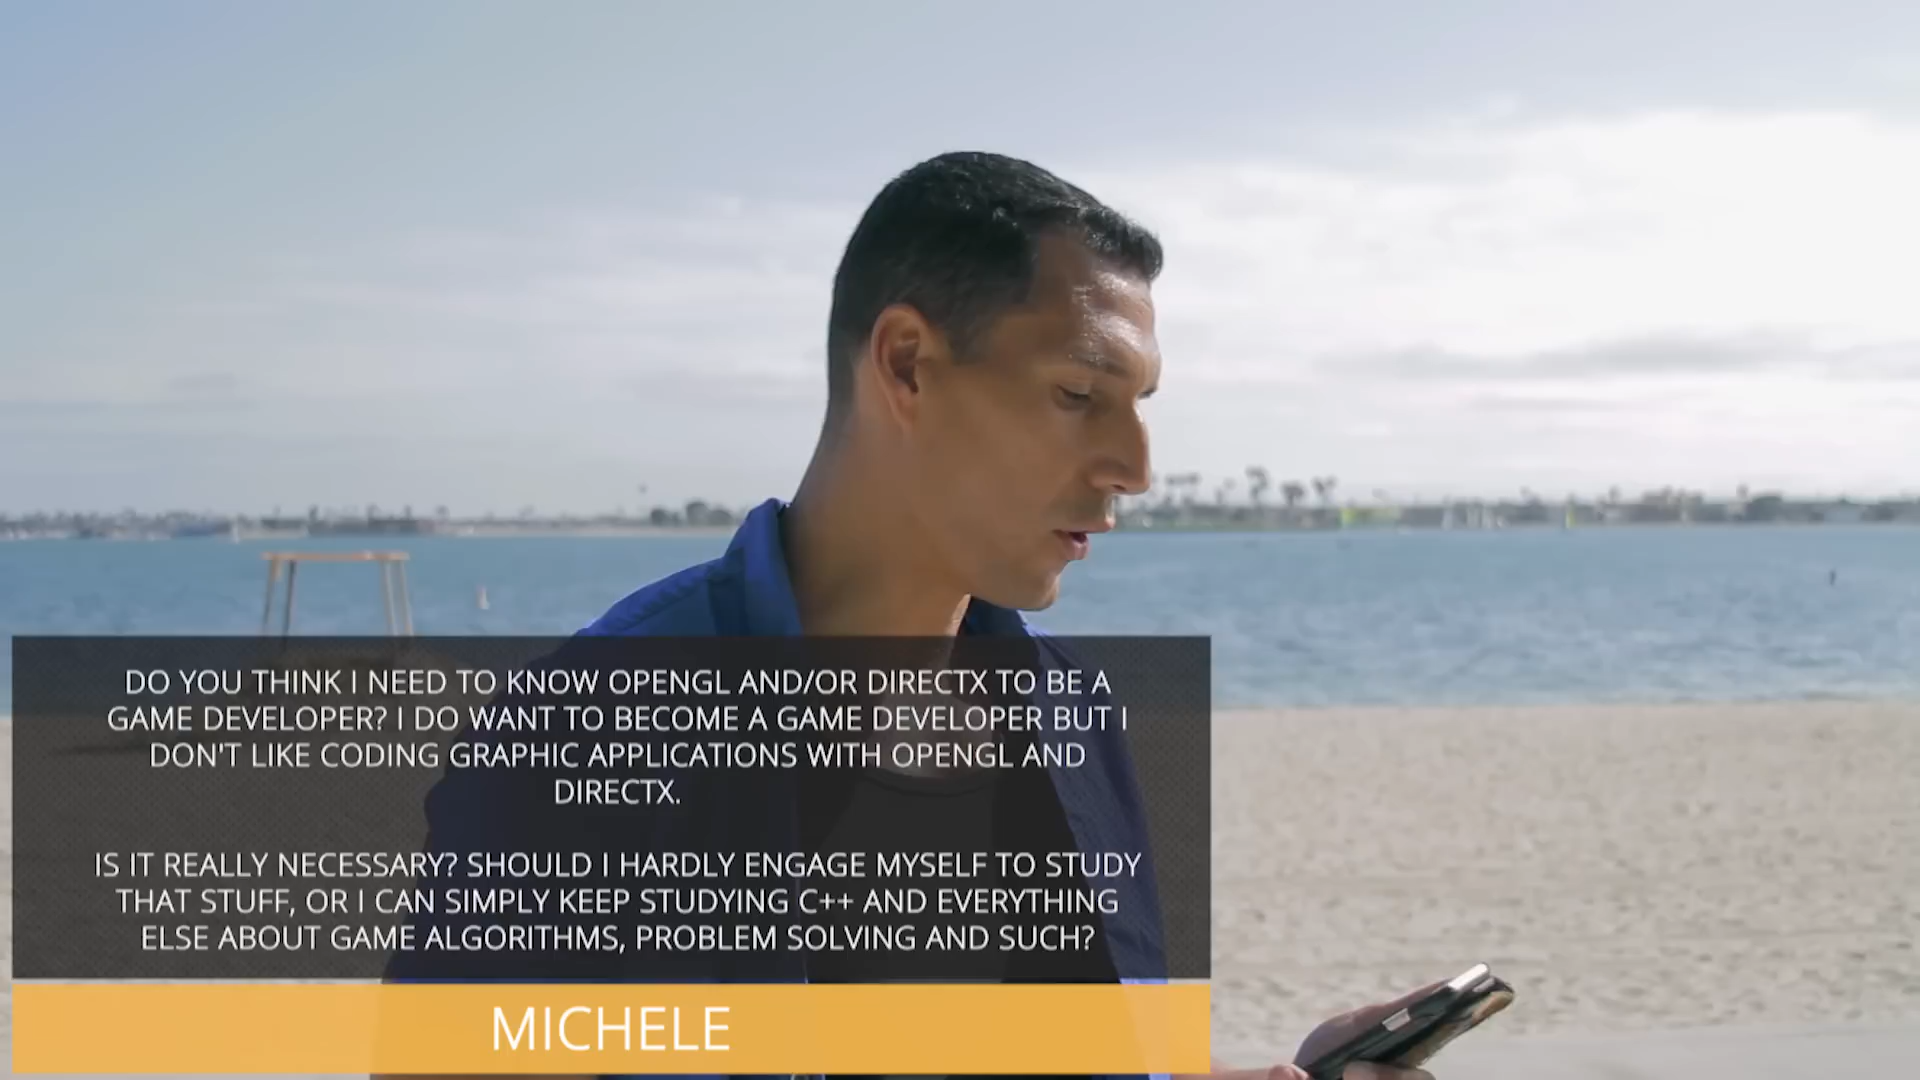 DO YOU THINK I NEED TO KNOW OPENGL AND/OR DIRECTX TO BE A
GAME DEVELOPER? I DO WANT TO BECOME A GAME DEVELOPER BUT I
DON'T LIKE CODING GRAPHIC APPLICATIONS WITH OPENGL AND
DIRECTX.
IS IT REALLY NECESSARY? SHOULD I HARDLY ENGAGE MYSELF TO STUDY
THAT STUFF, OR I CAN SIMPLY KEEP STUDYING C++ AND EVERYTHING
ELSE ABOUT GAME ALGORITHMS, PROBLEM SOLVING AND SUCH?
MICHELE